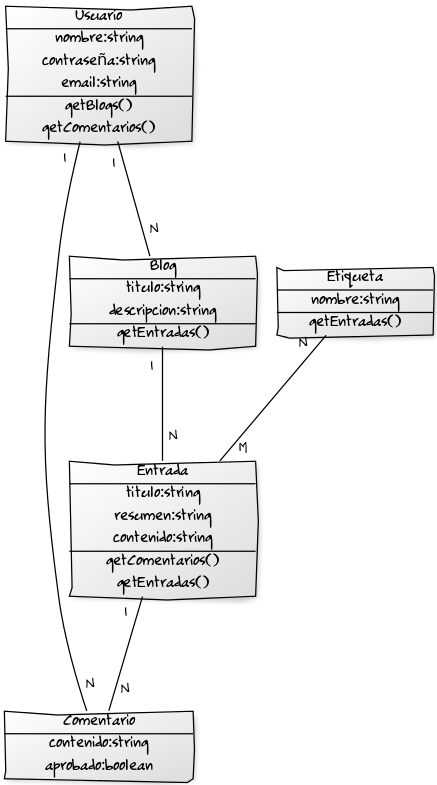 Usuario
nombre:string
contraseña:string
email:string
getBlogs()
getComentarios()
1
1
N
Blog
titulo:string
descripcion:string
getEntradas()
Etiqueta
nombre:string
getEntradas()
N
1
N
M
Entrada
titulo:string
resumen:string
contenido:string
getComentarios()
getEntradas()
1
N
N
Comentario
contenido:string
aprobado:boolean